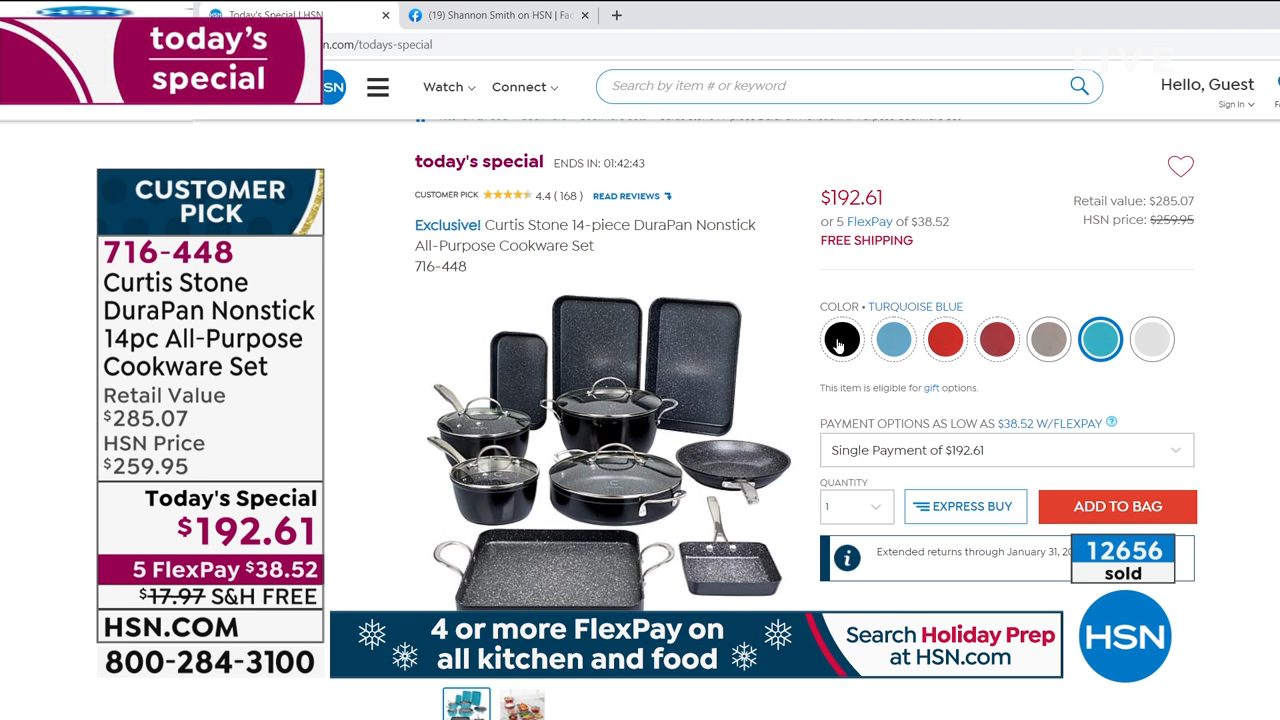 Today's Special | HSN
(19) Shannon Smith on HSN | Fac
today's
special
n.com/todays-special
LIVE
SN
Watch
Connect
Search by item # or keyword
Hello, Guest
Sign In
today's special ENDS IN: 01:42:43
CUSTOMER PICK 4.4 ( 168 ) READ REVIEWS
Exclusive! Curtis Stone 14-piece DuraPan Nonstick
All-Purpose Cookware Set
716-448
$192.61
or 5 FlexPay of $38.52
FREE SHIPPING
Retail value: $285.07
HSN price: $259.95
COLOR • TURQUOISE BLUE
This item is eligible for gift options.
PAYMENT OPTIONS AS LOW AS $38.52 W/FLEXPAY ?
Single Payment of $192.61
QUANTITY
1
EXPRESS BUY
ADD TO BAG
i
Extended returns through January 31, 20
12656
sold
CUSTOMER
PICK
716-448
Curtis Stone
DuraPan Nonstick
14pc All-Purpose
Cookware Set
Retail Value
$285.07
HSN Price
$259.95
Today's Special
$192.61
5 FlexPay $38.52
$17.97 S&H FREE
HSN.COM
800-284-3100
4 or more FlexPay on
all kitchen and food
Search Holiday Prep
at HSN.com
HSN